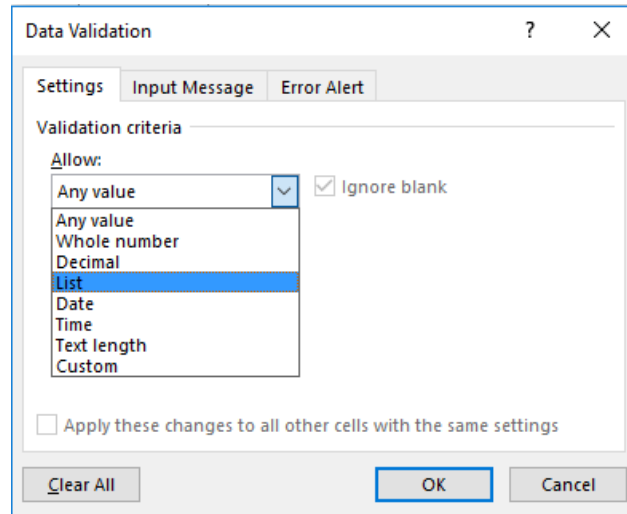 Data Validation ? X
Settings Input Message Error Alert
Validation criteria
Allow:
Any value Ignore blank
Any value
Whole number
Decimal
List
Date
Time
Text length
Custom
Apply these changes to all other cells with the same settings
Clear All OK Cancel